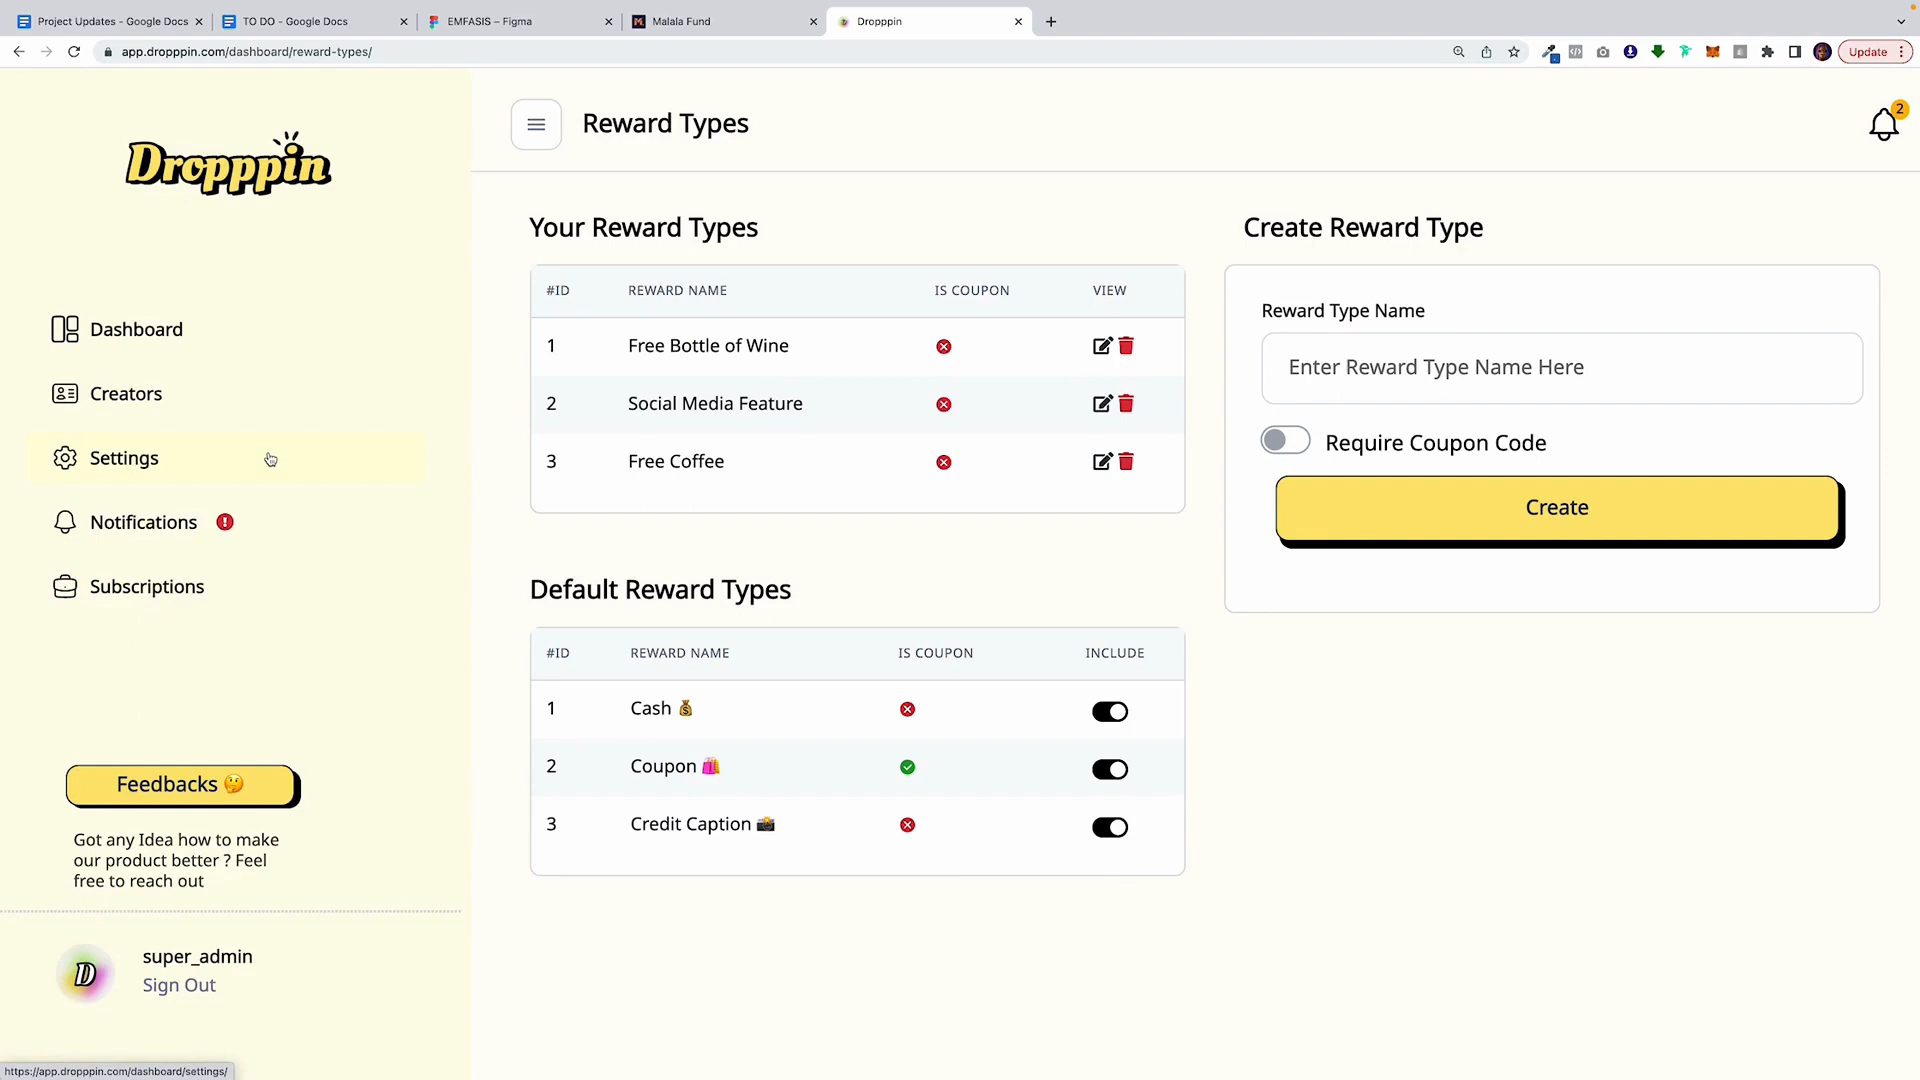 Project Updates - Google Docs
TO DO - Google Docs
EMFASIS – Figma
Malala Fund
Dropppin
app.dropppin.com/dashboard/reward-types/
Update
Dropppin
Reward Types
2
Dashboard
Creators
Settings
Notifications
Subscriptions
Feedbacks 🤔
Got any Idea how to make
our product better ? Feel
free to reach out
D
super_admin
Sign Out
Your Reward Types
#ID REWARD NAME IS COUPON VIEW
1 Free Bottle of Wine
2 Social Media Feature
3 Free Coffee
Default Reward Types
#ID REWARD NAME IS COUPON INCLUDE
1 Cash 💰
2 Coupon 🛍️
3 Credit Caption 📸
Create Reward Type
Reward Type Name
Enter Reward Type Name Here
Require Coupon Code
Create
https://app.dropppin.com/dashboard/settings/